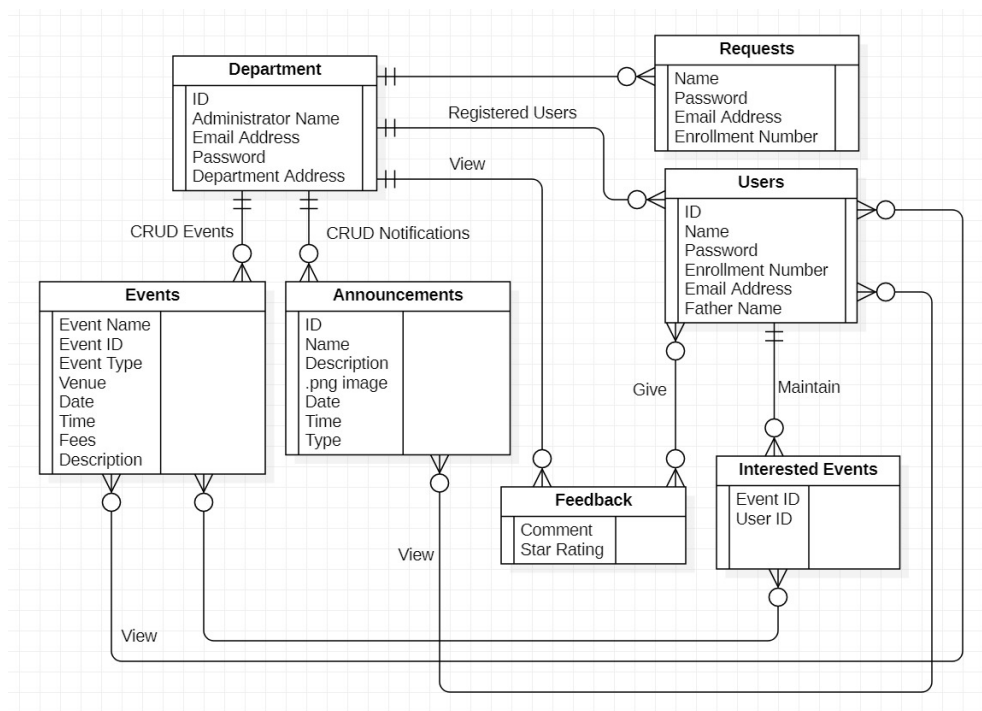 Requests
Name
Password
Email Address
Enrollment Number
Department
ID
Administrator Name
Email Address
Password
Department Address
Registered Users
View
Users
ID
Name
Password
Enrollment Number
Email Address
Father Name
CRUD Events
CRUD Notifications
Events
Event Name
Event ID
Event Type
Venue
Date
Time
Fees
Description
Announcements
ID
Name
Description
.png image
Date
Time
Type
Give
Maintain
Interested Events
Event ID
User ID
Feedback
Comment
Star Rating
View
View